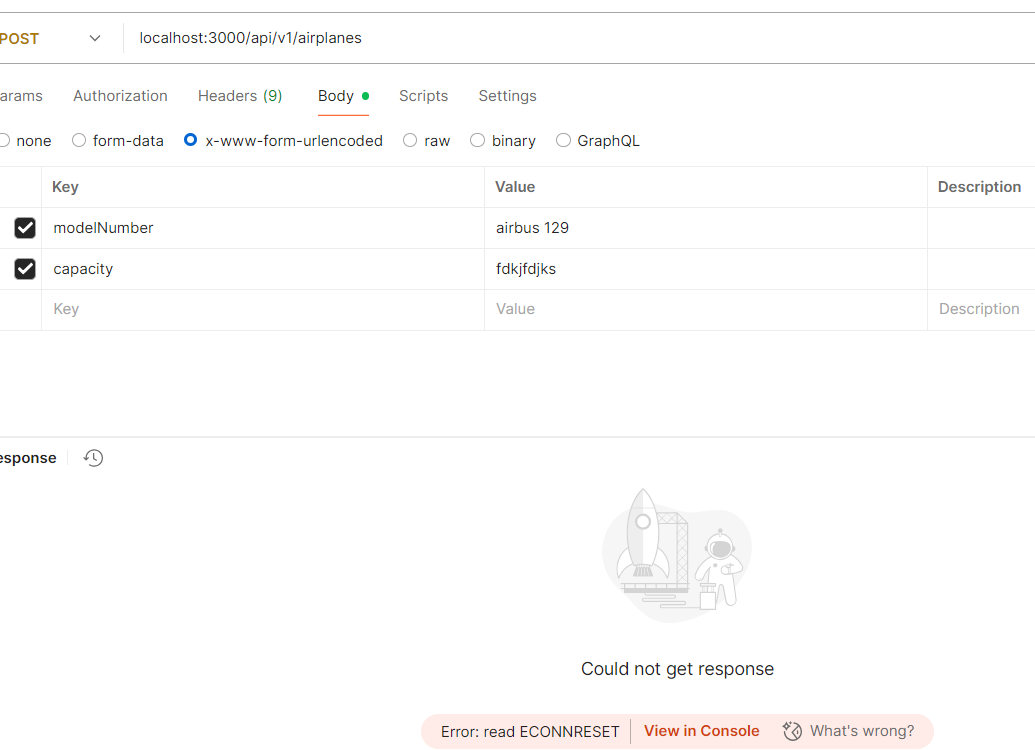 POST localhost:3000/api/v1/airplanes
arams Authorization Headers (9) Body Scripts Settings
none form-data x-www-form-urlencoded raw binary GraphQL
Key Value Description
modelNumber airbus 129
capacity fdkjfdjks
Key Value Description
esponse
Could not get response
Error: read ECONNRESET View in Console What's wrong?